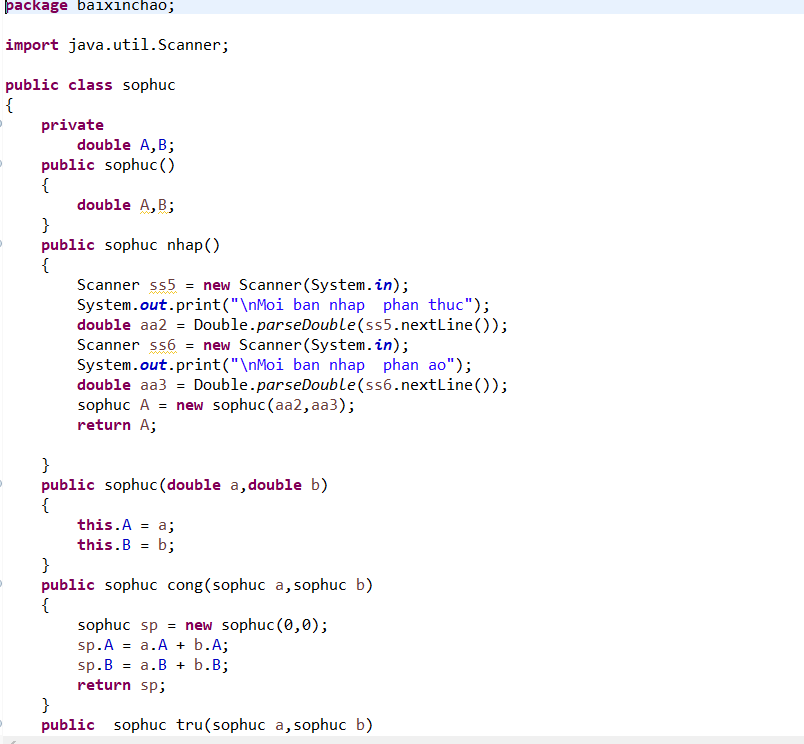 package baixinchao;
import java.util.Scanner;
public class sophuc
{
private
double A,B;
public sophuc()
{
double A,B;
}
public sophuc nhap()
{
Scanner ss5 = new Scanner(System.in);
System.out.print("\nMoi ban nhap  phan thuc");
double aa2 = Double.parseDouble(ss5.nextLine());
Scanner ss6 = new Scanner(System.in);
System.out.print("\nMoi ban nhap  phan ao");
double aa3 = Double.parseDouble(ss6.nextLine());
sophuc A = new sophuc(aa2,aa3);
return A;
}
public sophuc(double a,double b)
{
this.A = a;
this.B = b;
}
public sophuc cong(sophuc a,sophuc b)
{
sophuc sp = new sophuc(0,0);
sp.A = a.A + b.A;
sp.B = a.B + b.B;
return sp;
}
public  sophuc tru(sophuc a,sophuc b)